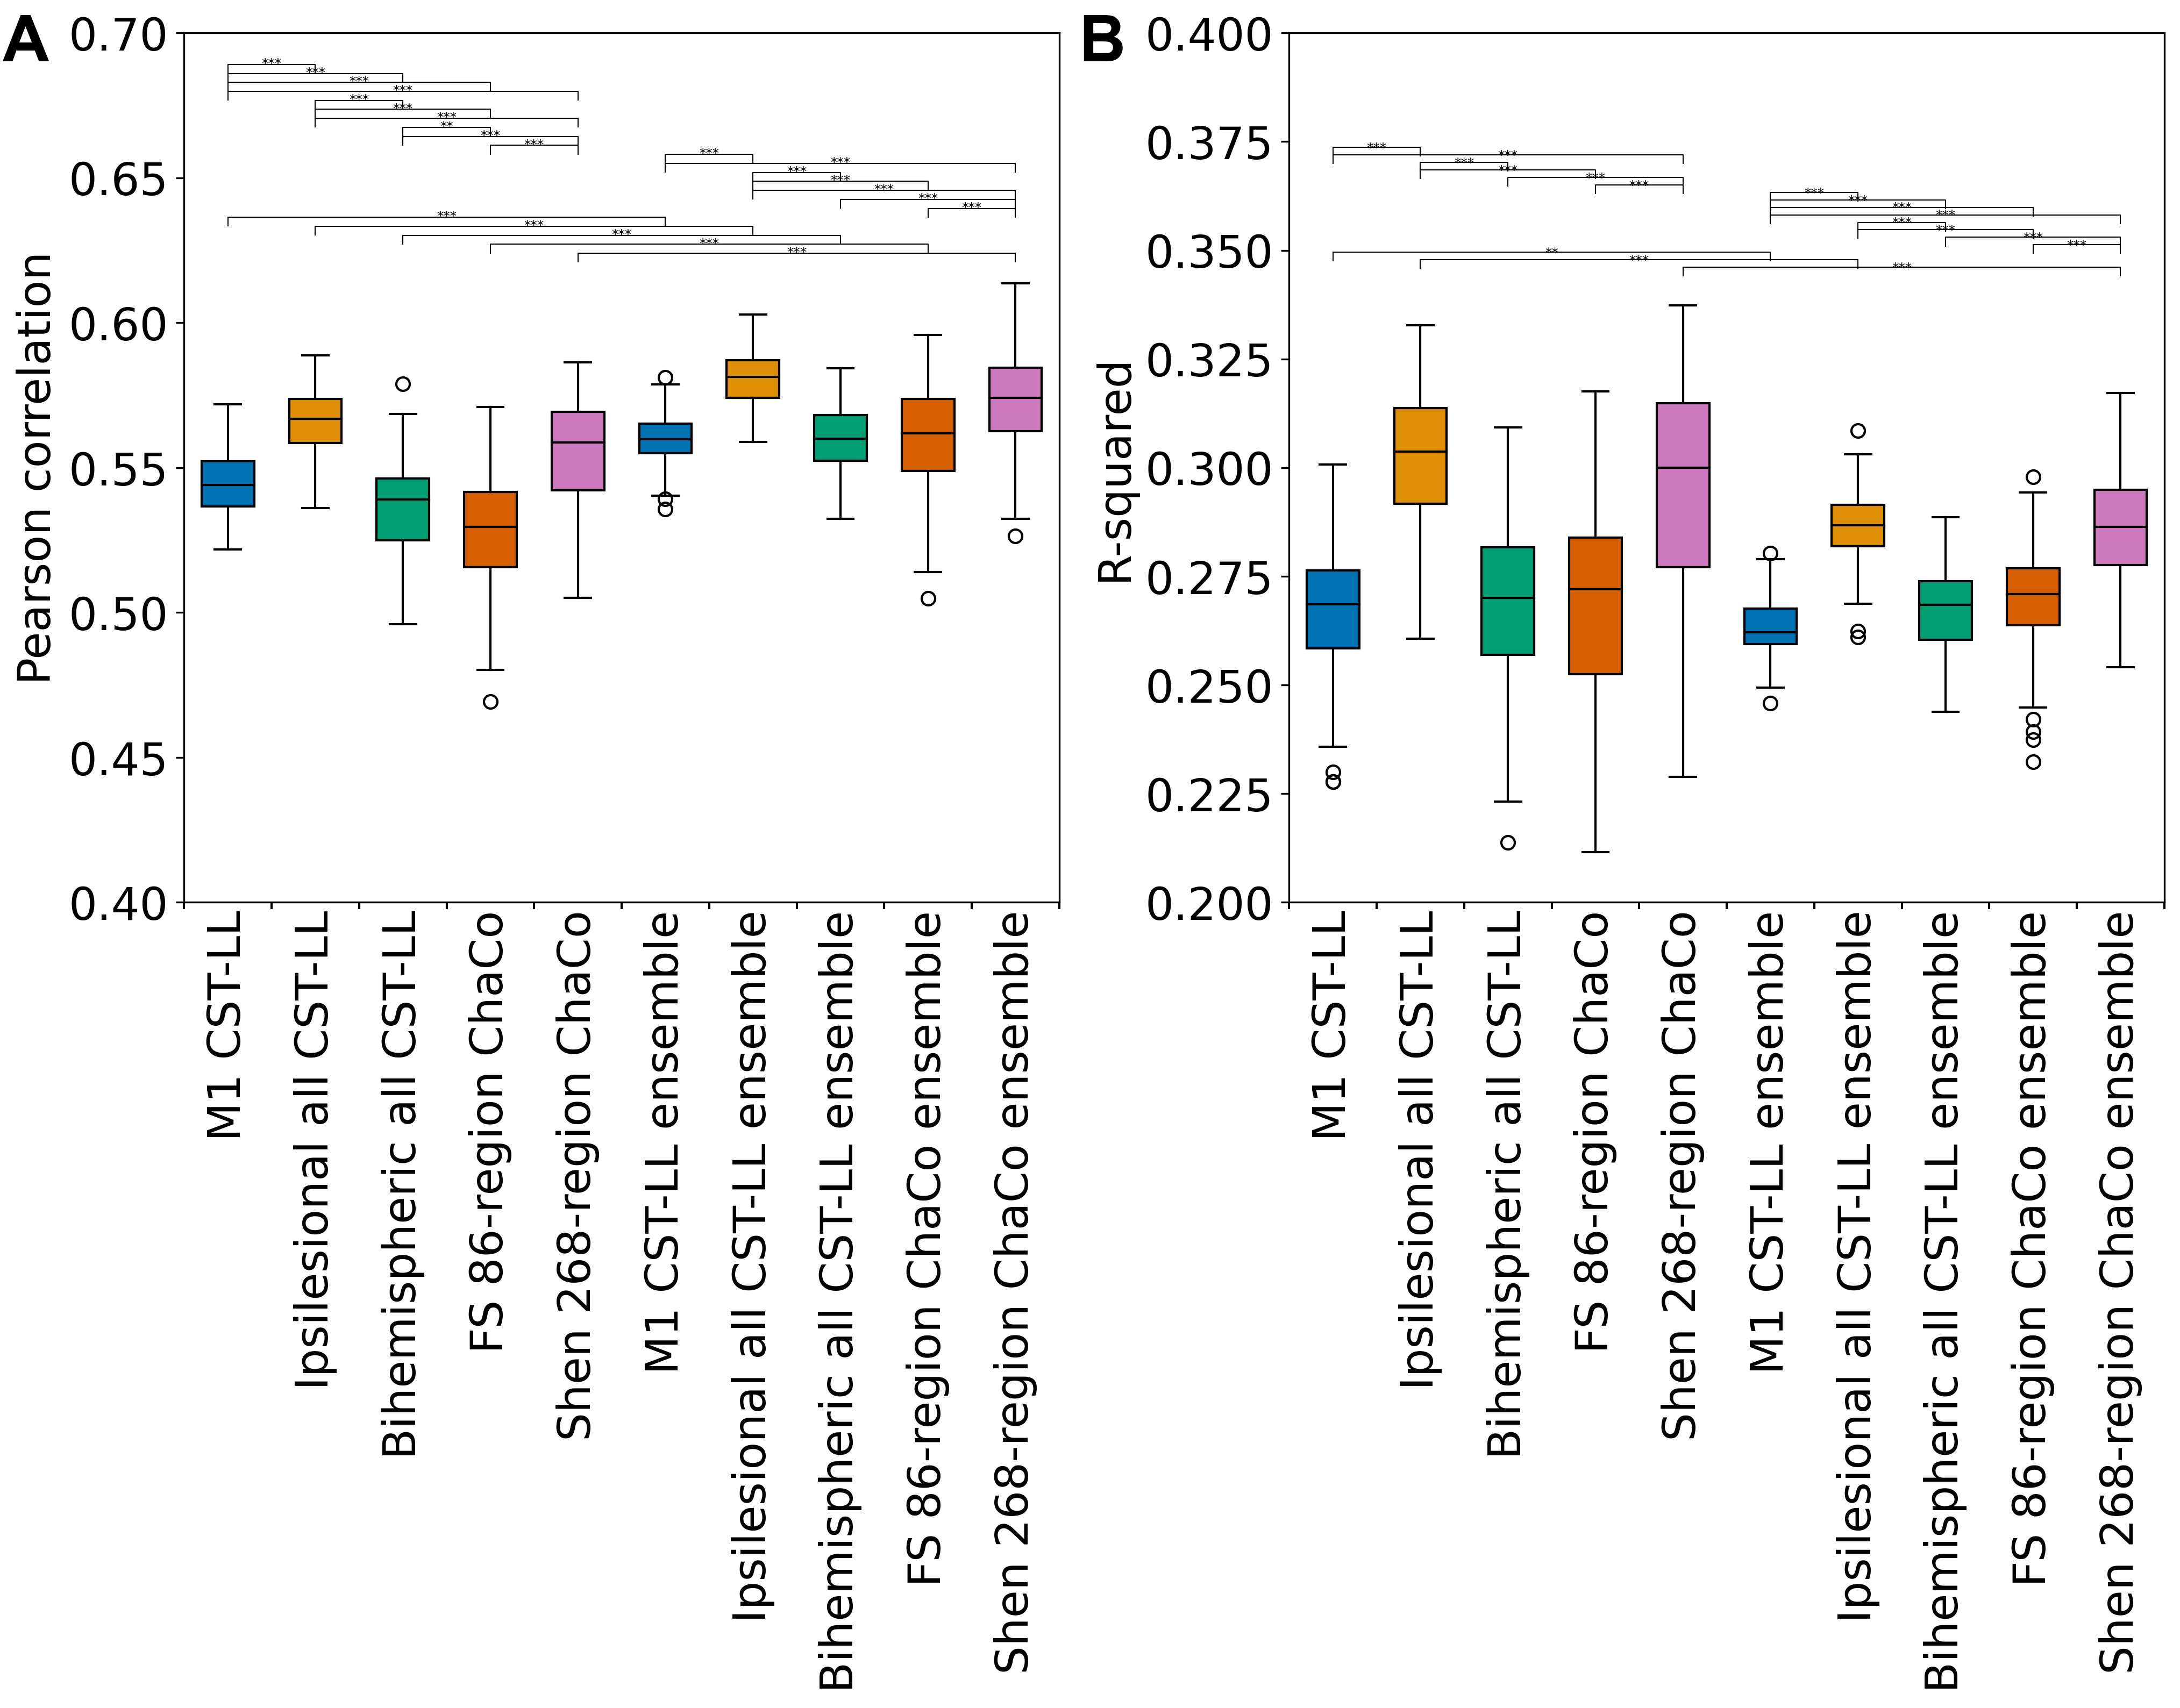 A
0.70
0.65
0.60
0.55
0.50
0.45
0.40
Pearson correlation
***
***
***
***
***
***
***
**
***
***
***
***
***
***
***
***
***
***
***
***
***
***
M1 CST-LL
Ipsilesional all CST-LL
Bihemispheric all CST-LL
FS 86-region ChaCo
Shen 268-region ChaCo
M1 CST-LL ensemble
Ipsilesional all CST-LL ensemble
Bihemispheric all CST-LL ensemble
FS 86-region ChaCo ensemble
Shen 268-region ChaCo ensemble
B
0.400
0.375
0.350
0.325
0.300
0.275
0.250
0.225
0.200
R-squared
***
***
***
***
***
***
***
***
***
***
***
***
***
***
**
***
***
M1 CST-LL
Ipsilesional all CST-LL
Bihemispheric all CST-LL
FS 86-region ChaCo
Shen 268-region ChaCo
M1 CST-LL ensemble
Ipsilesional all CST-LL ensemble
Bihemispheric all CST-LL ensemble
FS 86-region ChaCo ensemble
Shen 268-region ChaCo ensemble